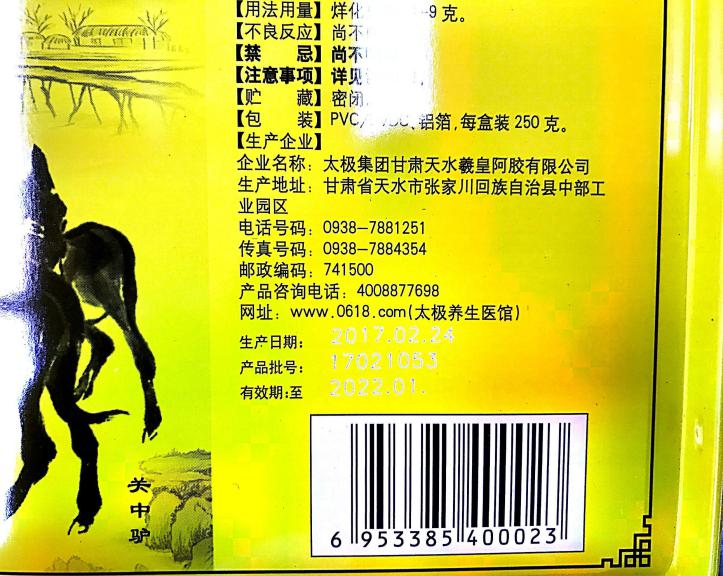 【用法用量】烊化 9 克。
【不良反应】尚不
【禁　　忌】尚不
【注意事项】详见
【贮　　藏】密闭
【包　　装】PVC/ 、铝箔,每盒装 250 克。
【生产企业】
企业名称：太极集团甘肃天水羲皇阿胶有限公司
生产地址：甘肃省天水市张家川回族自治县中部工
业园区
电话号码：0938-7881251
传真号码：0938-7884354
邮政编码：741500
产品咨询电话：4008877698
网址：www.0618.com(太极养生医馆)
生产日期： 2017.02.24
产品批号： 17021053
有效期:至 2022.01.
关中驴
6 953385 400023